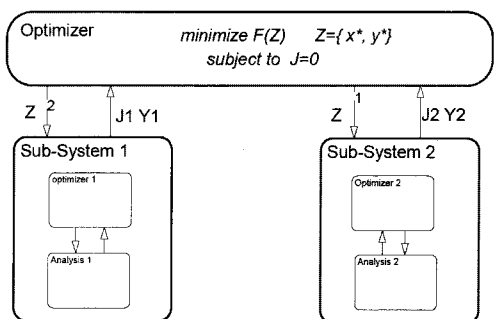 Optimizer
minimize F(Z) Z={ x*, y*}
subject to J=0
Z 2 J1 Y1 Z 1 J2 Y2
Sub-System 1 Sub-System 2
optimizer 1 Optimizer 2
Analysis 1 Analysis 2